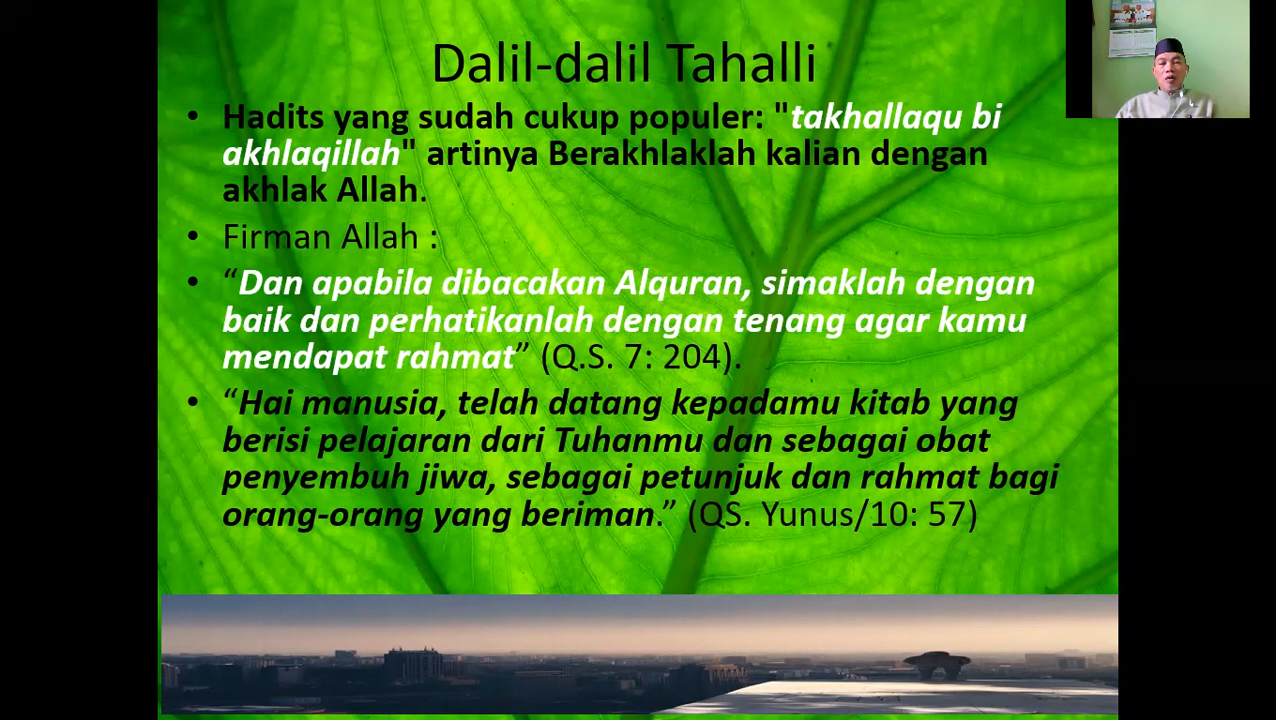 Dalil-dalil Tahalli
• Hadits yang sudah cukup populer: "takhallaqu bi
akhlaqillah" artinya Berakhlaklah kalian dengan
akhlak Allah.
• Firman Allah :
• “Dan apabila dibacakan Alquran, simaklah dengan
baik dan perhatikanlah dengan tenang agar kamu
mendapat rahmat” (Q.S. 7: 204).
• “Hai manusia, telah datang kepadamu kitab yang
berisi pelajaran dari Tuhanmu dan sebagai obat
penyembuh jiwa, sebagai petunjuk dan rahmat bagi
orang-orang yang beriman.” (QS. Yunus/10: 57)